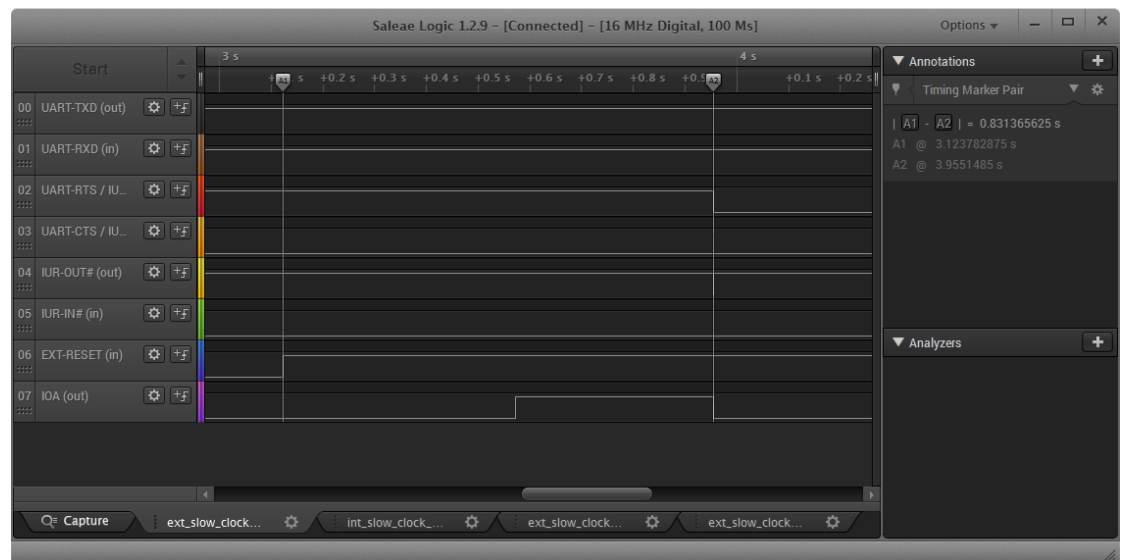 Saleae Logic 1.2.9 – [Connected] – [16 MHz Digital, 100 Ms]
Options
Start
3 s
4 s
A1 s +0.2 s +0.3 s +0.4 s +0.5 s +0.6 s +0.7 s +0.8 s A2 +0.1 s +0.2 s
00 UART-TXD (out)
01 UART-RXD (in)
02 UART-RTS / IU...
03 UART-CTS / IU...
04 IUR-OUT# (out)
05 IUR-IN# (in)
06 EXT-RESET (in)
07 IOA (out)
Annotations
Timing Marker Pair
| A1 - A2 | = 0.831365625 s
A1 @ 3.123782875 s
A2 @ 3.9551485 s
Analyzers
Capture
ext_slow_clock...
int_slow_clock_...
ext_slow_clock...
ext_slow_clock...